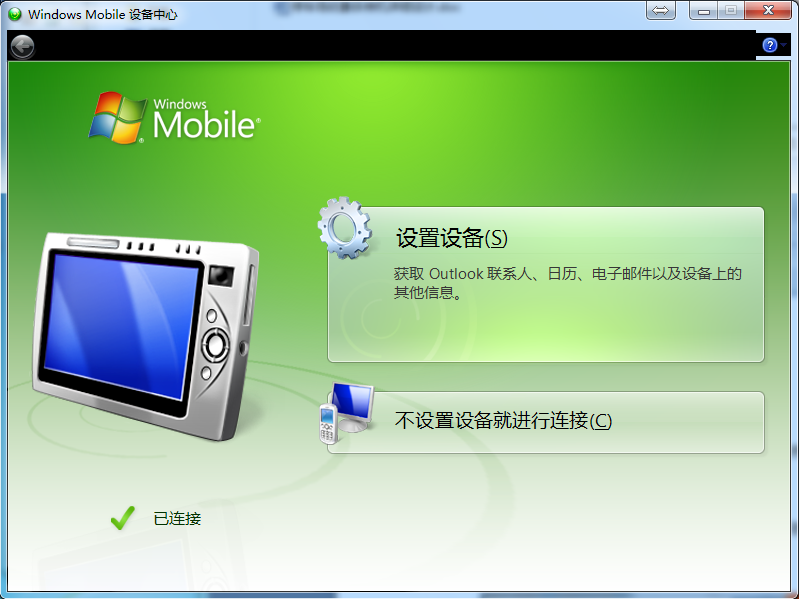 Windows Mobile 设备中心
?
Windows
Mobile®
设置设备(S)
获取 Outlook 联系人、日历、电子邮件以及设备上的
其他信息。
不设置设备就进行连接(C)
已连接